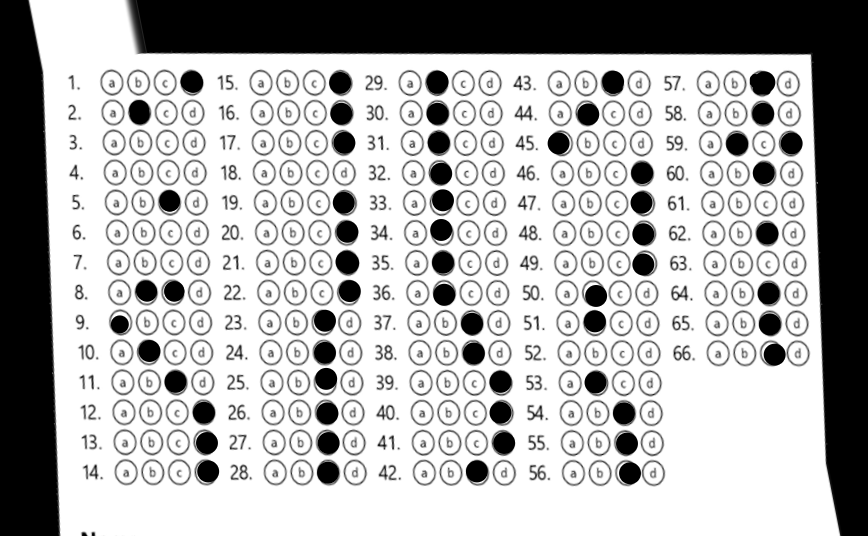 1. a b c
2. a c d
3. a b c d
4. a b c d
5. a b d
6. a b c d
7. a b c d
8. a d
9. b c d
10. a c d
11. a b d
12. a b c
13. a b c
14. a b c
15. a b c
16. a b c
17. a b c
18. a b c d
19. a b c
20. a b c
21. a b c
22. a b c
23. a b d
24. a b d
25. a b d
26. a b d
27. a b d
28. a b d
29. a c d
30. a c d
31. a c d
32. a c d
33. a c d
34. a c d
35. a c d
36. a c d
37. a b d
38. a b d
39. a b c
40. a b c
41. a b c
42. a b d
43. a b d
44. a c d
45. b c d
46. a b c
47. a b c
48. a b c
49. a b c
50. a c d
51. a c d
52. a b c d
53. a c d
54. a b d
55. a b d
56. a b d
57. a b d
58. a b d
59. a c
60. a b d
61. a b c d
62. a b d
63. a b c d
64. a b d
65. a b d
66. a b d